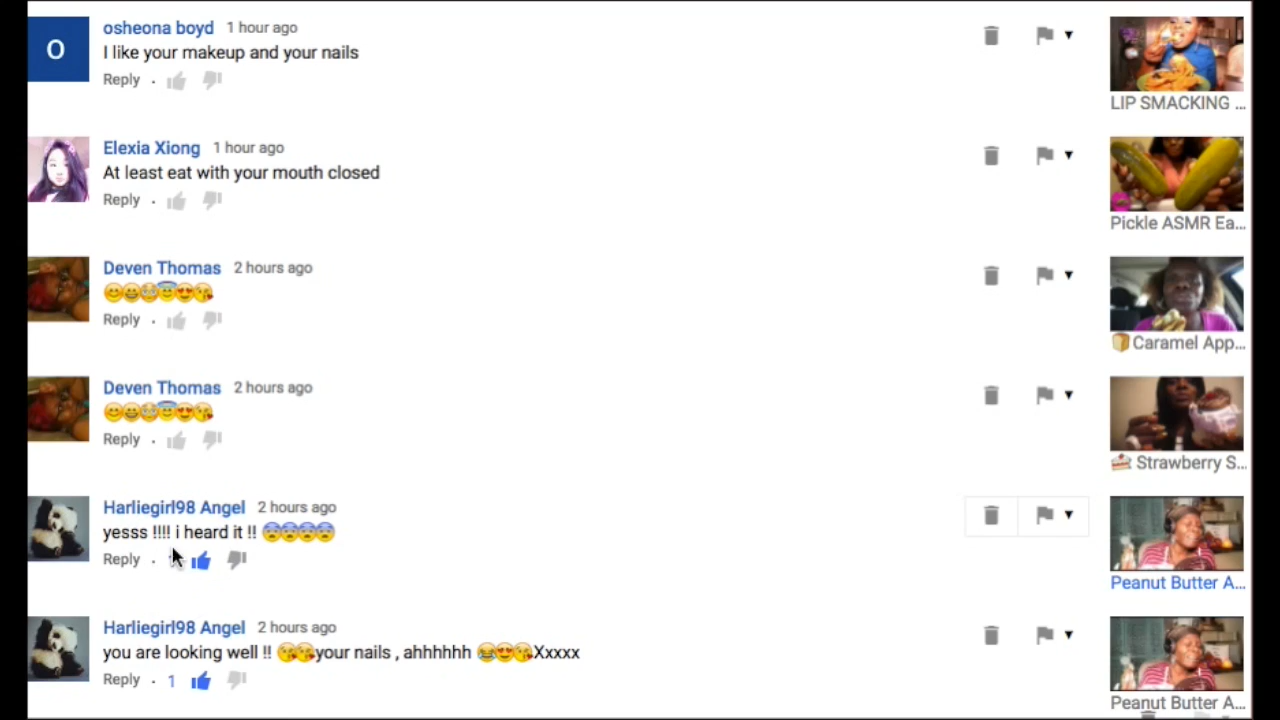 O
osheona boyd 1 hour ago
I like your makeup and your nails
Reply .
LIP SMACKING ...
Elexia Xiong 1 hour ago
At least eat with your mouth closed
Reply .
Pickle ASMR Ea...
Deven Thomas 2 hours ago
😊😁😳😇😍😘
Reply .
🍞Caramel App...
Deven Thomas 2 hours ago
😊😁😳😇😍😘
Reply .
🍰 Strawberry S...
Harliegirl98 Angel 2 hours ago
yesss !!!! i heard it !! 😨😨😨😨
Reply .
Peanut Butter A...
Harliegirl98 Angel 2 hours ago
you are looking well !! 😘😘your nails , ahhhhhh 😂😍😘Xxxxx
Reply . 1
Peanut Butter A...